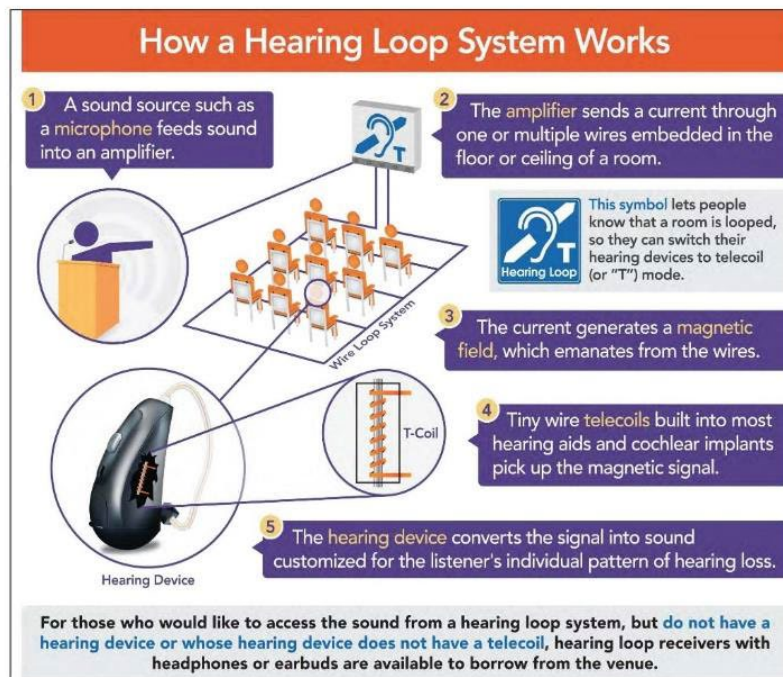 How a Hearing Loop System Works
1
A sound source such as
a microphone feeds sound
into an amplifier.
T
2
The amplifier sends a current through
one or multiple wires embedded in the
floor or ceiling of a room.
T
Hearing Loop
This symbol lets people
know that a room is looped,
so they can switch their
hearing devices to telecoil
(or "T") mode.
Wire Loop System
3
The current generates a magnetic
field, which emanates from the wires.
T-Coil
4
Tiny wire telecoils built into most
hearing aids and cochlear implants
pick up the magnetic signal.
5
The hearing device converts the signal into sound
customized for the listener's individual pattern of hearing loss.
Hearing Device
For those who would like to access the sound from a hearing loop system, but do not have a
hearing device or whose hearing device does not have a telecoil, hearing loop receivers with
headphones or earbuds are available to borrow from the venue.